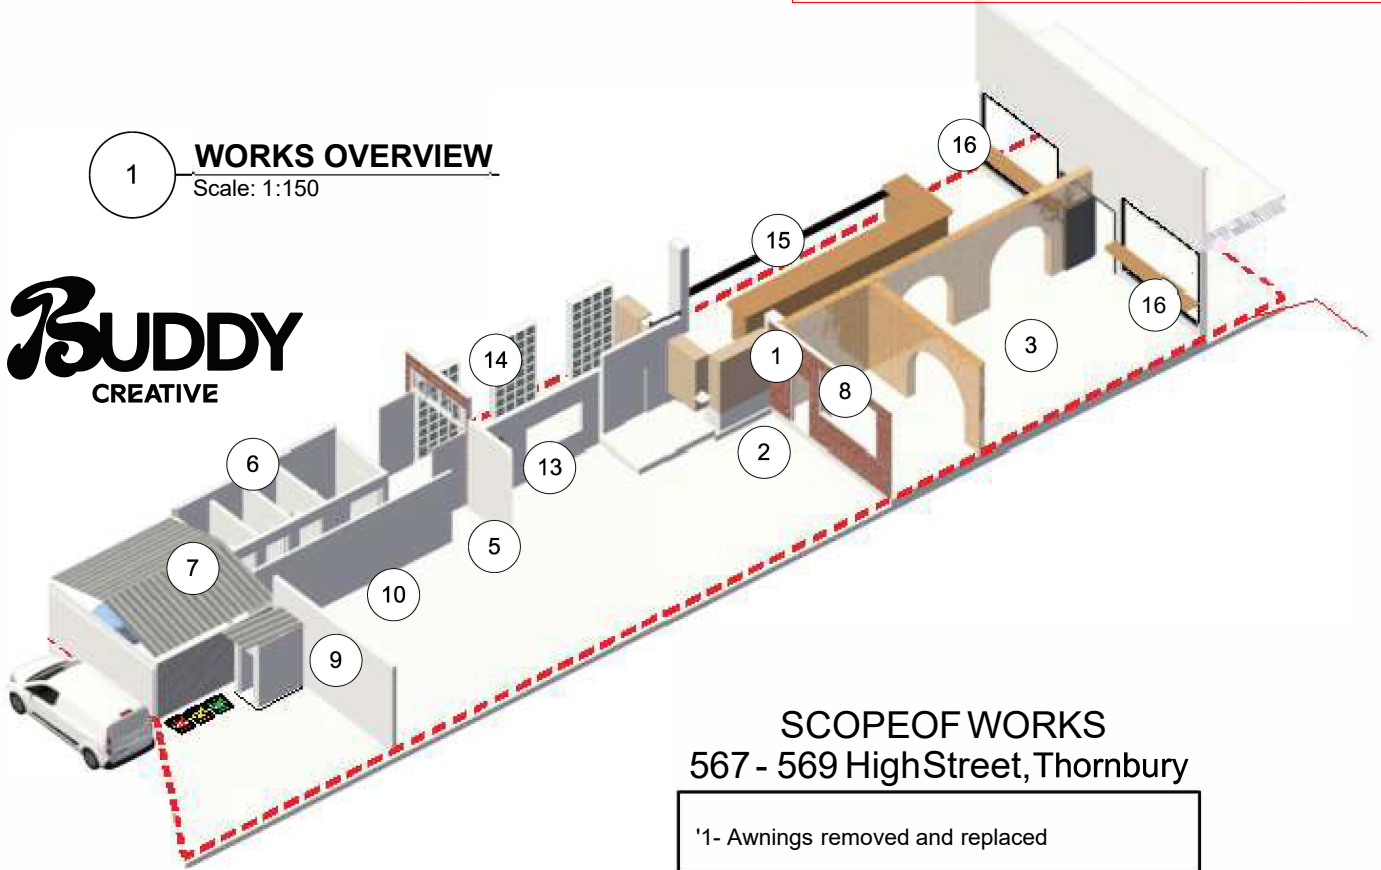 1
WORKS OVERVIEW
Scale: 1:150
BUDDY
CREATIVE
16
15
16
3
14
1
8
6
13
2
5
7
10
9
SCOPEOF WORKS
567 - 569 HighStreet, Thornbury
'1- Awnings removed and replaced